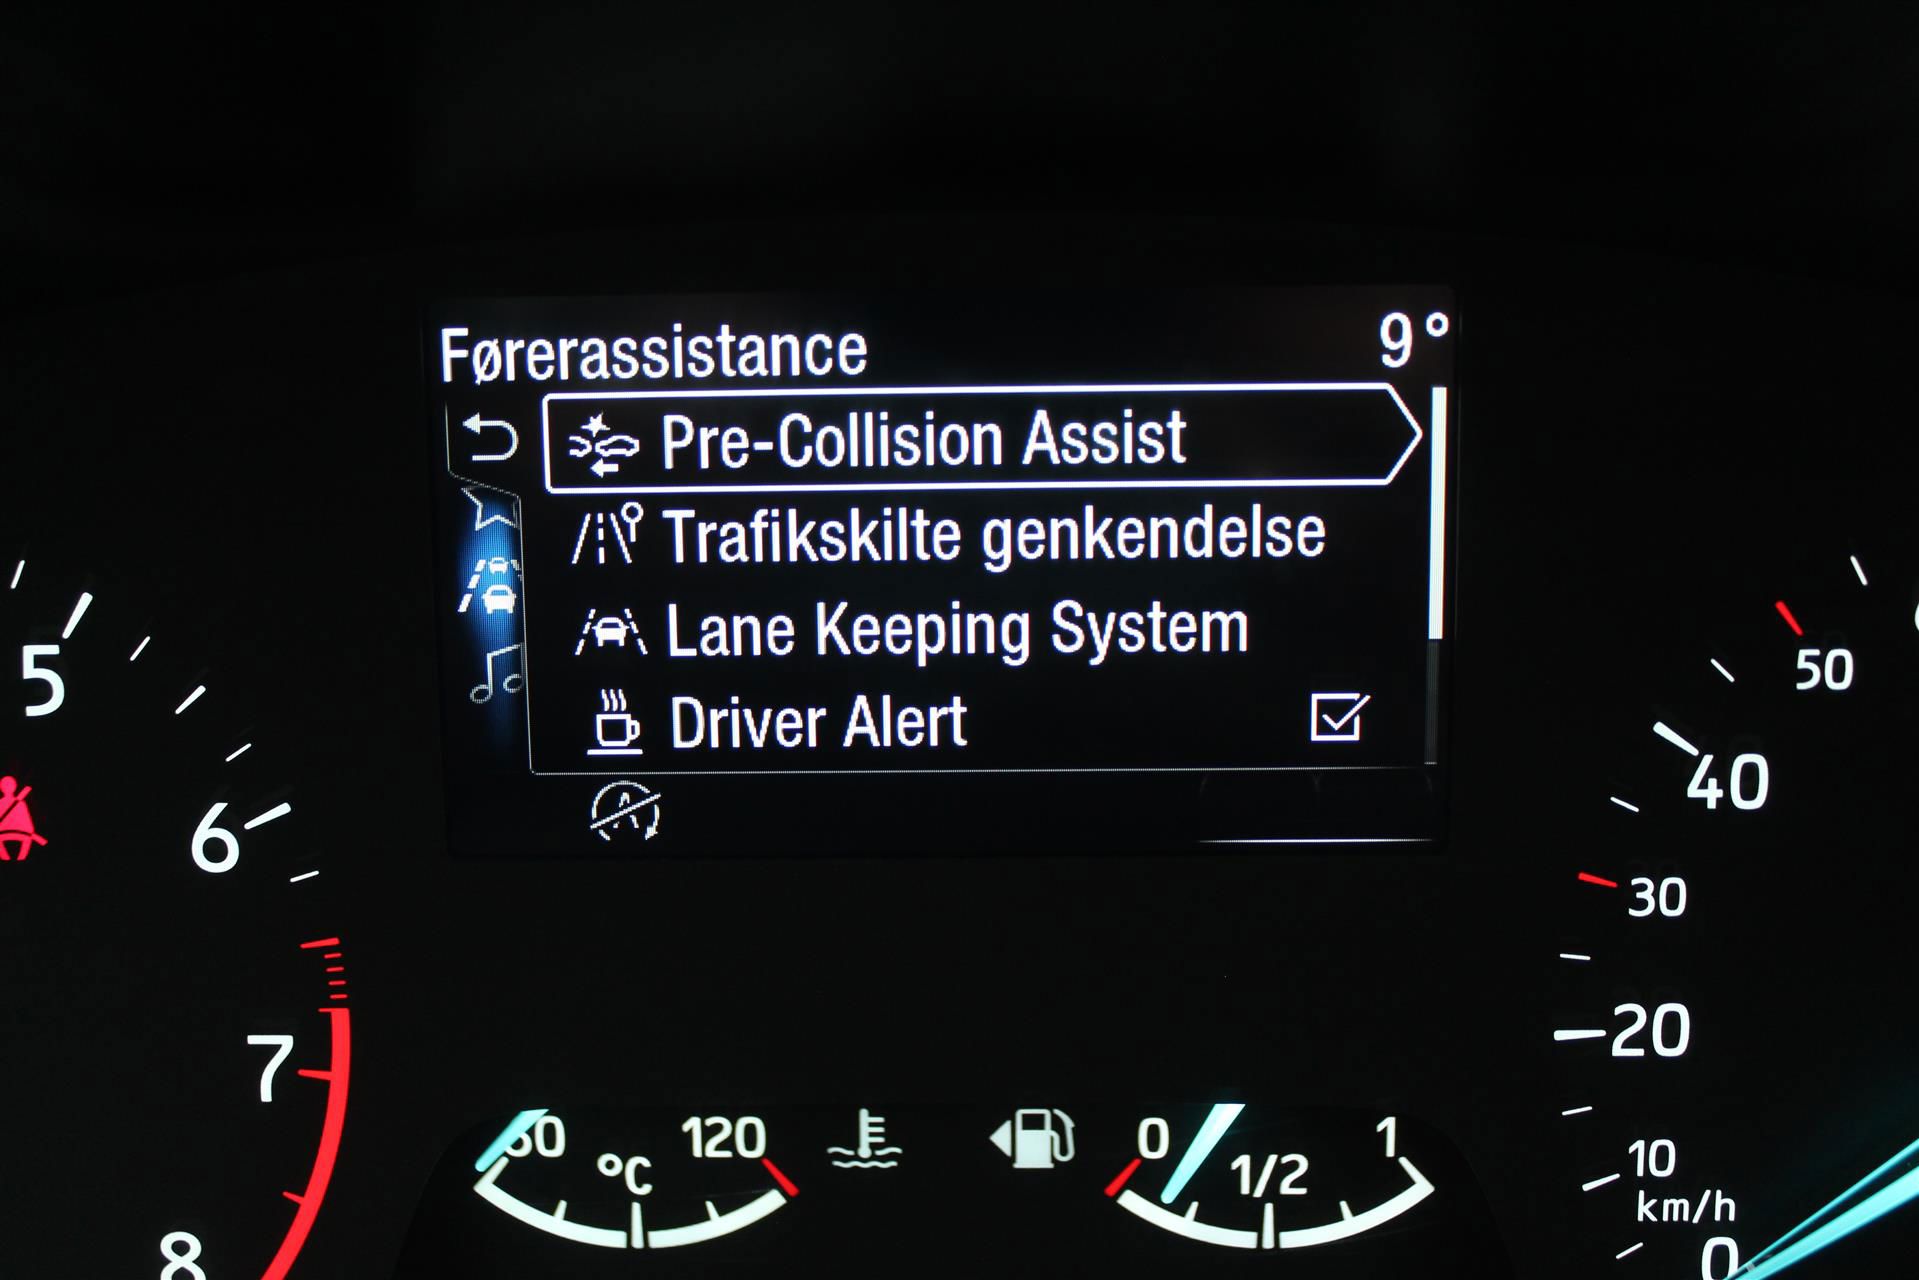 Førerassistance 9°
Pre-Collision Assist
Trafikskilte genkendelse
Lane Keeping System
Driver Alert
5
6
7
8
50
40
30
20
10
km/h
0
120
°C
0
1/2
1